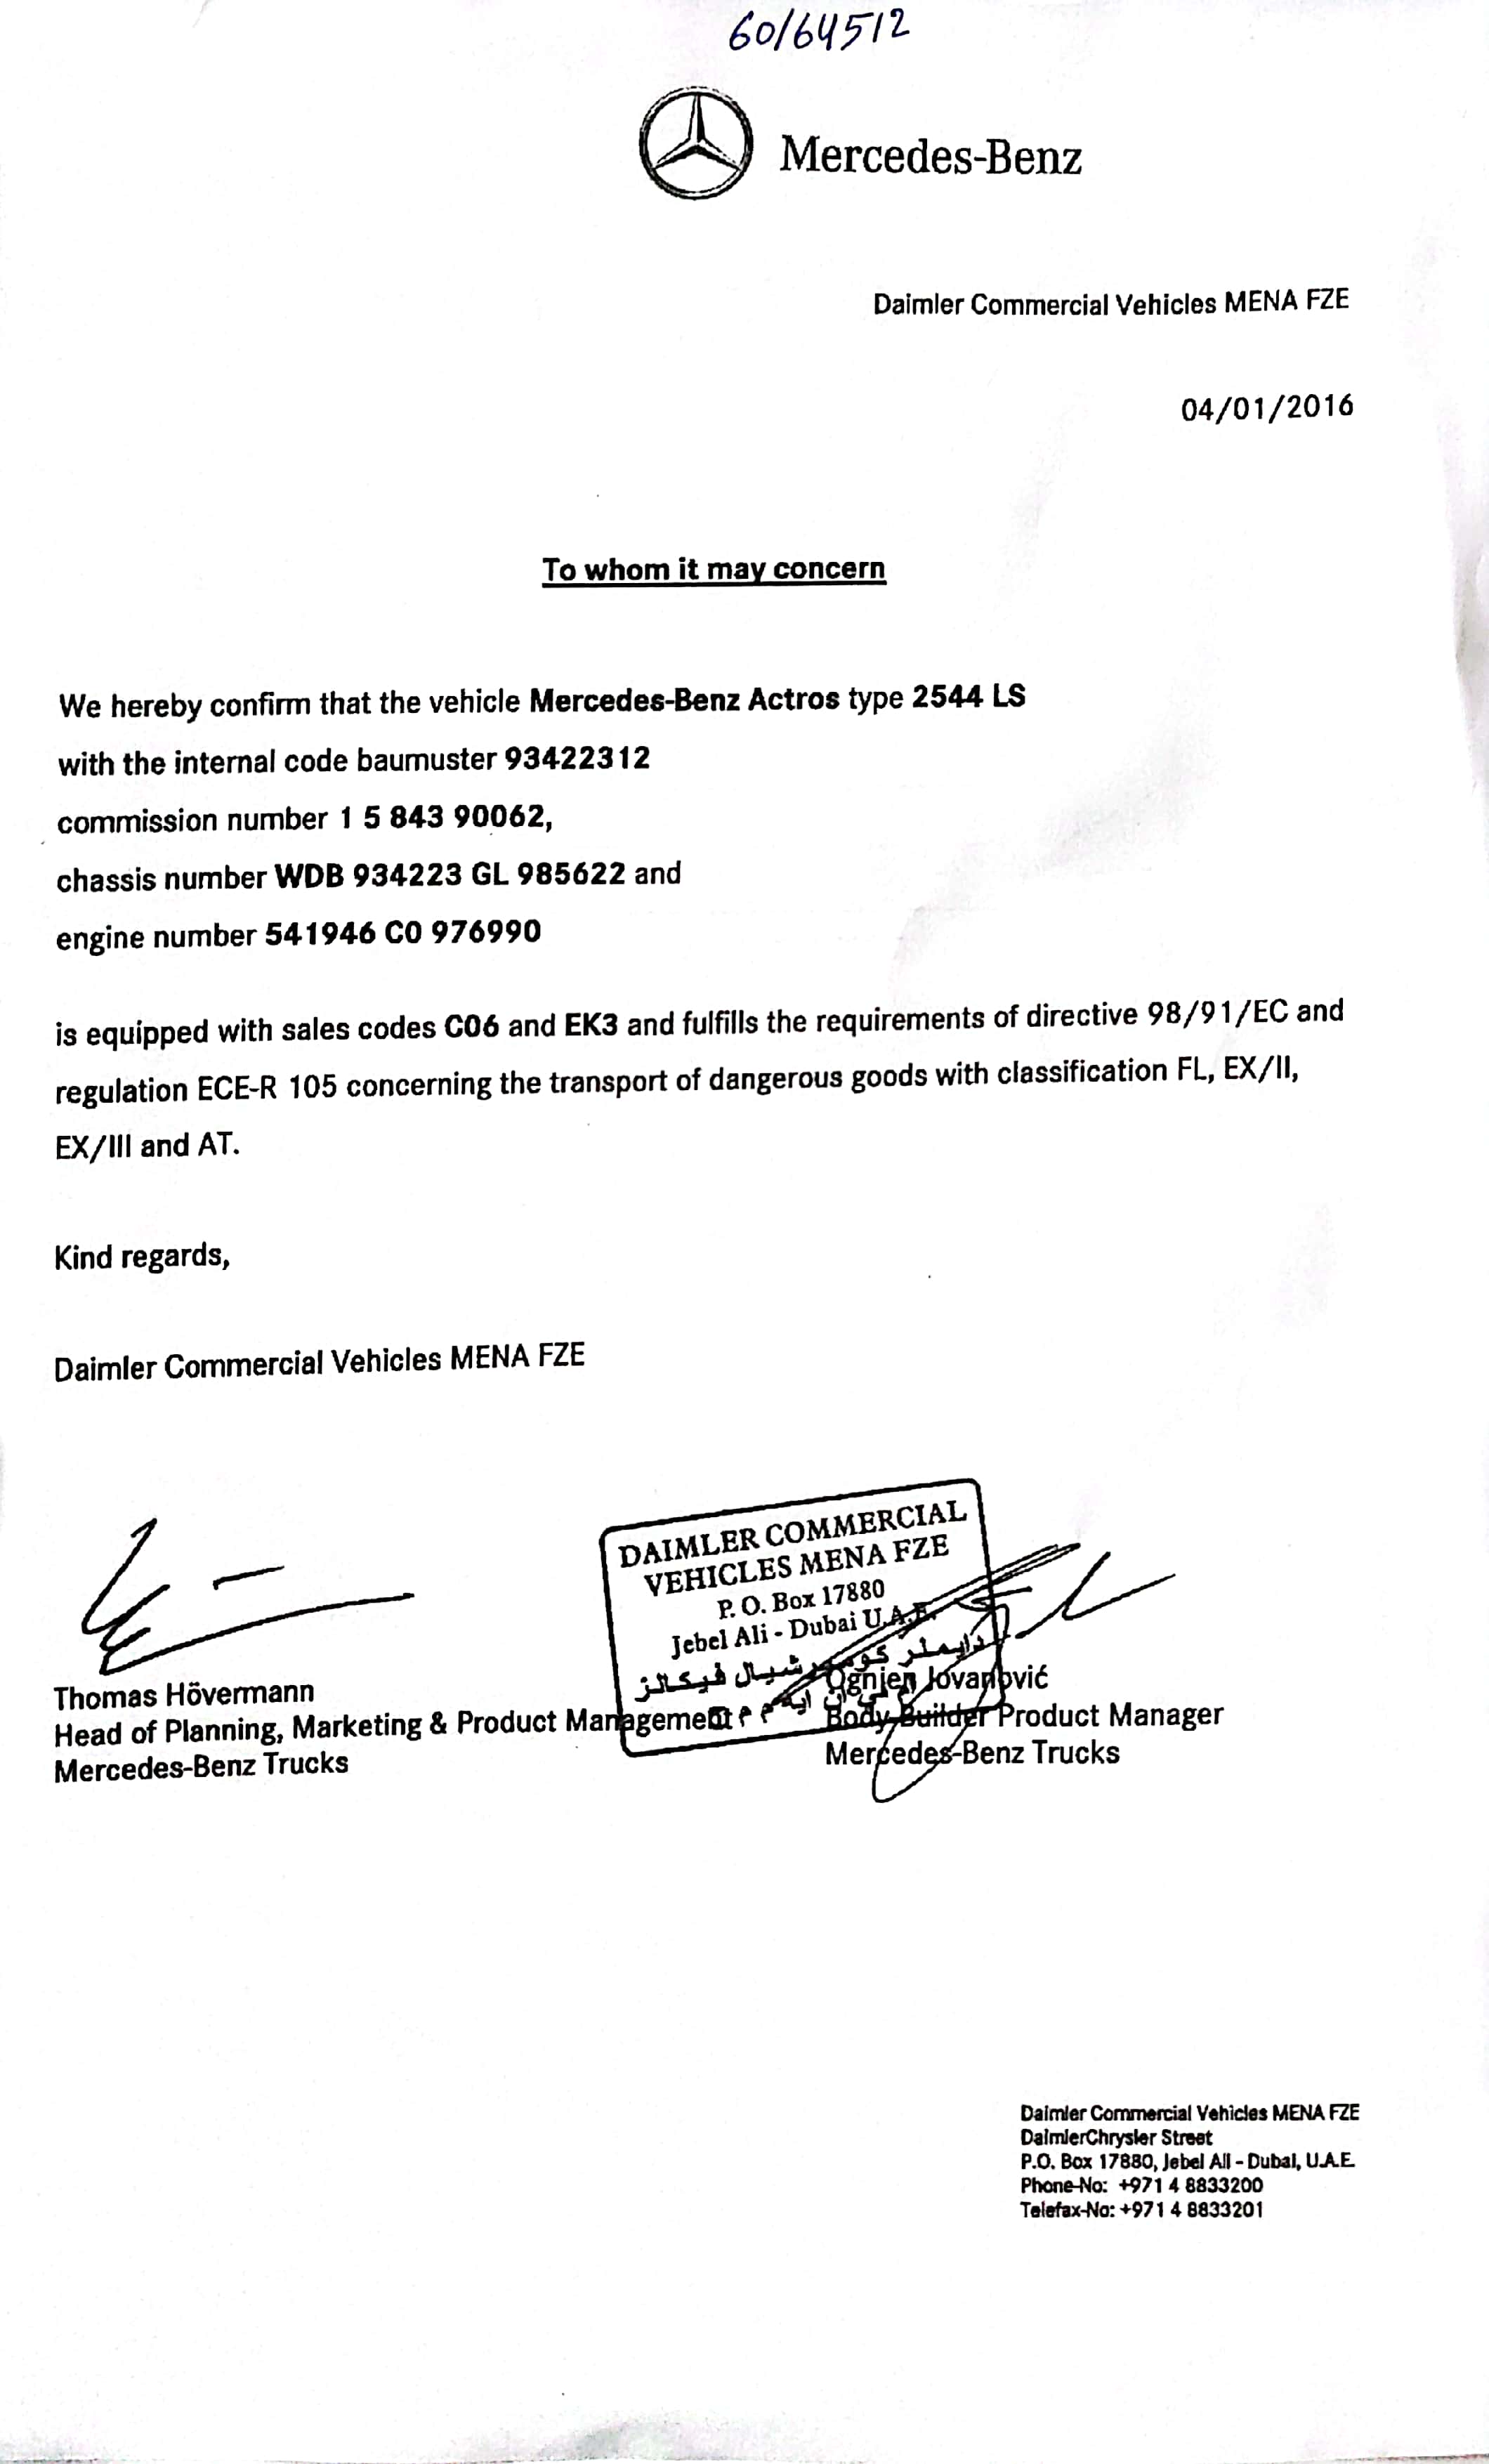 60/64512
Mercedes-Benz
Daimler Commercial Vehicles MENA FZE
04/01/2016
To whom it may concern
We hereby confirm that the vehicle Mercedes-Benz Actros type 2544 LS
with the internal code baumuster 93422312
commission number 1 5 843 90062,
chassis number WDB 934223 GL 985622 and
engine number 541946 C0 976990
is equipped with sales codes C06 and EK3 and fulfills the requirements of directive 98/91/EC and
regulation ECE-R 105 concerning the transport of dangerous goods with classification FL, EX/II,
EX/III and AT.
Kind regards,
Daimler Commercial Vehicles MENA FZE
DAIMLER COMMERCIAL
VEHICLES MENA FZE
P. O. Box 17880
Jebel Ali - Dubai U.A.E.
دايملر كوميرشيال فيكالز
Thomas Hövermann
Head of Planning, Marketing & Product Management
Mercedes-Benz Trucks
Ognjen Jovanović
Body Builder Product Manager
Mercedes-Benz Trucks
Daimler Commercial Vehicles MENA FZE
DaimlerChrysler Street
P.O. Box 17880, Jebel Ali - Dubai, U.A.E.
Phone-No: +971 4 8833200
Telefax-No: +971 4 8833201